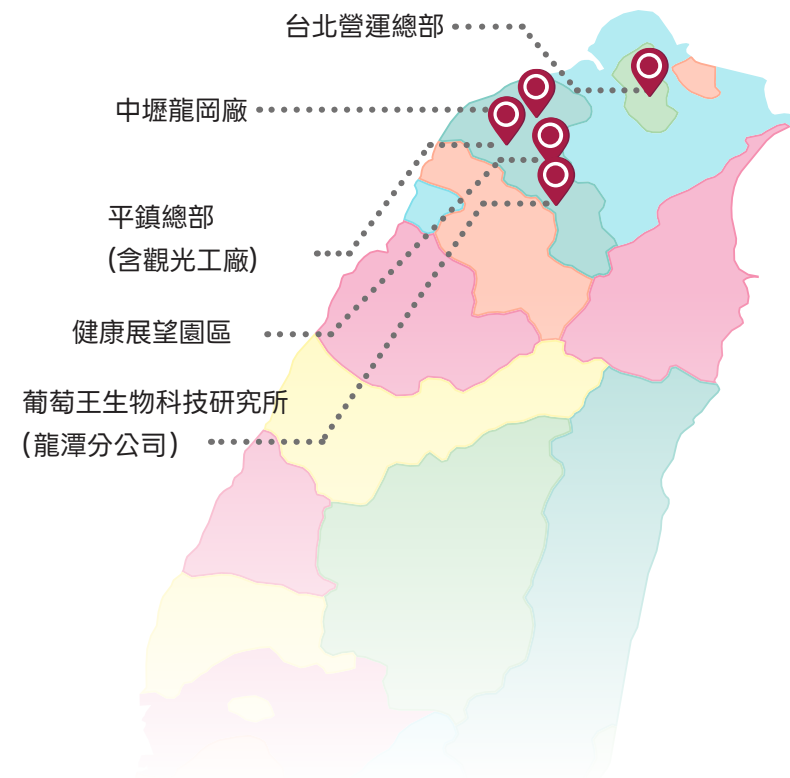 台北營運總部
中壢龍岡廠
平鎮總部
(含觀光工廠)
健康展望園區
葡萄王生物科技研究所
(龍潭分公司)